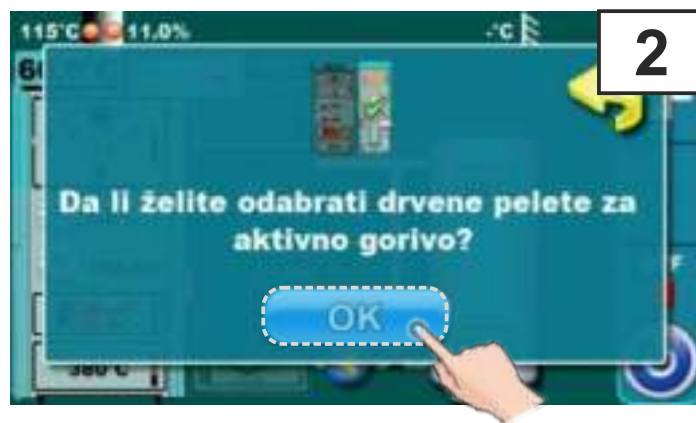 115°C 11.0% -°C
2
Da li želite odabrati drvene pelete za
aktivno gorivo?
OK
380°C